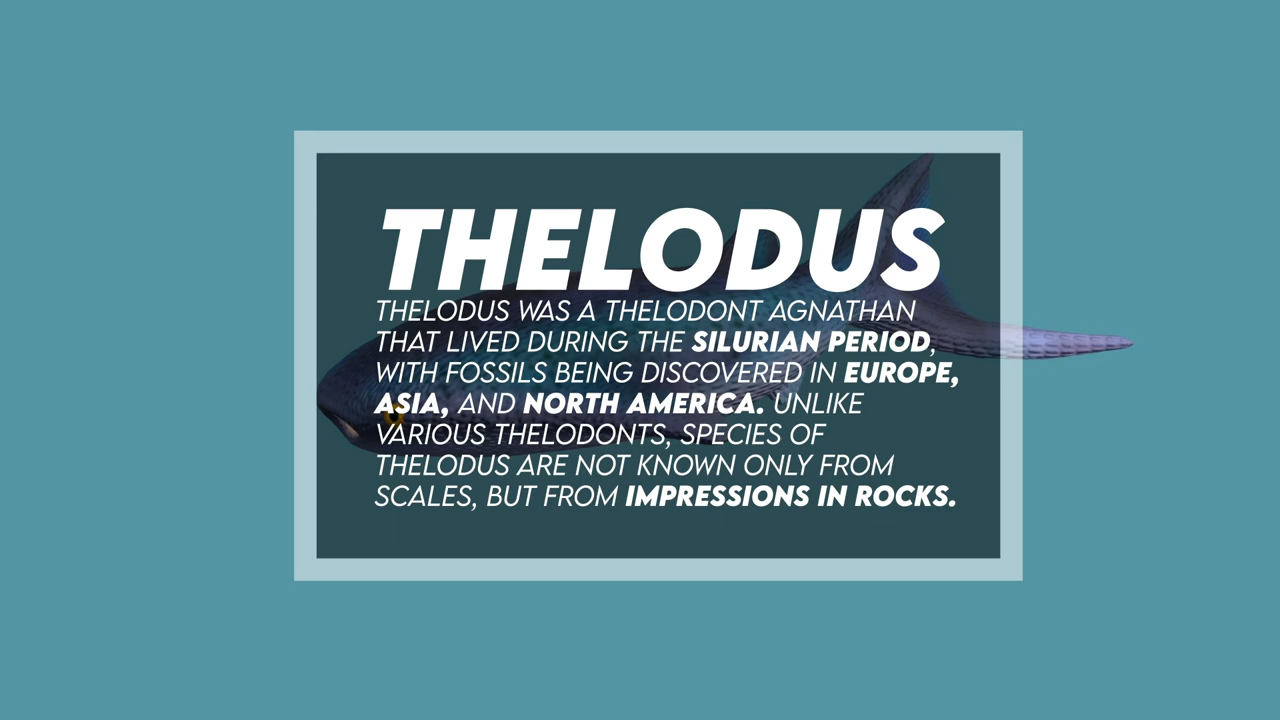 THELODUS
THELODUS WAS A THELODONT AGNATHAN
THAT LIVED DURING THE SILURIAN PERIOD,
WITH FOSSILS BEING DISCOVERED IN EUROPE,
ASIA, AND NORTH AMERICA. UNLIKE
VARIOUS THELODONTS, SPECIES OF
THELODUS ARE NOT KNOWN ONLY FROM
SCALES, BUT FROM IMPRESSIONS IN ROCKS.